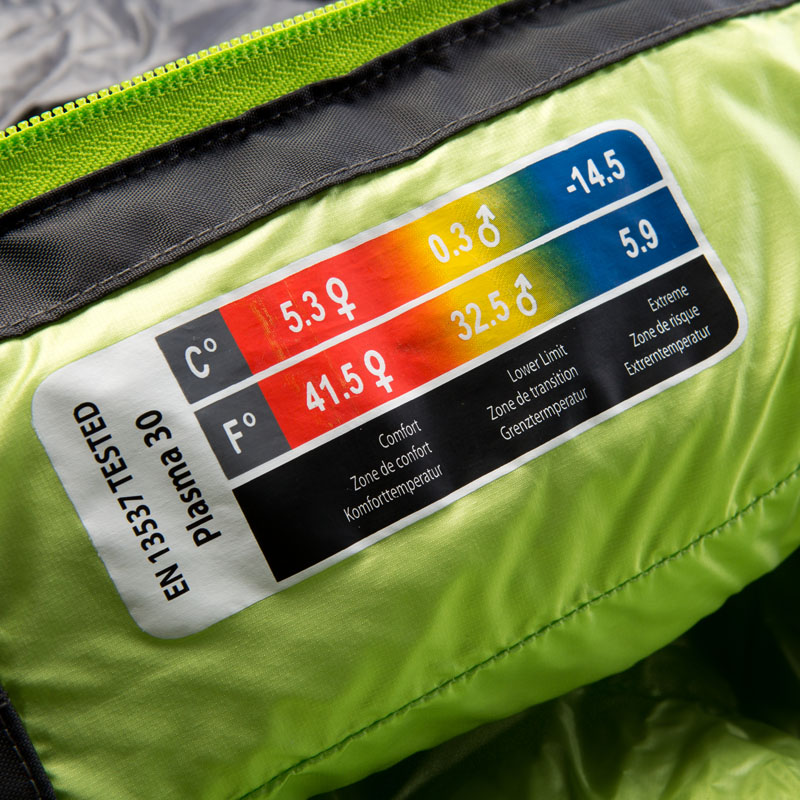 EN 13537 TESTED
Plasma 30
C° 5.3♀ 0.3♂ -14.5
F° 41.5♀ 32.5♂ 5.9
Comfort
Zone de confort
Komforttemperatur
Lower Limit
Zone de transition
Grenztermperatur
Extreme
Zone de risque
Extremtemperatur